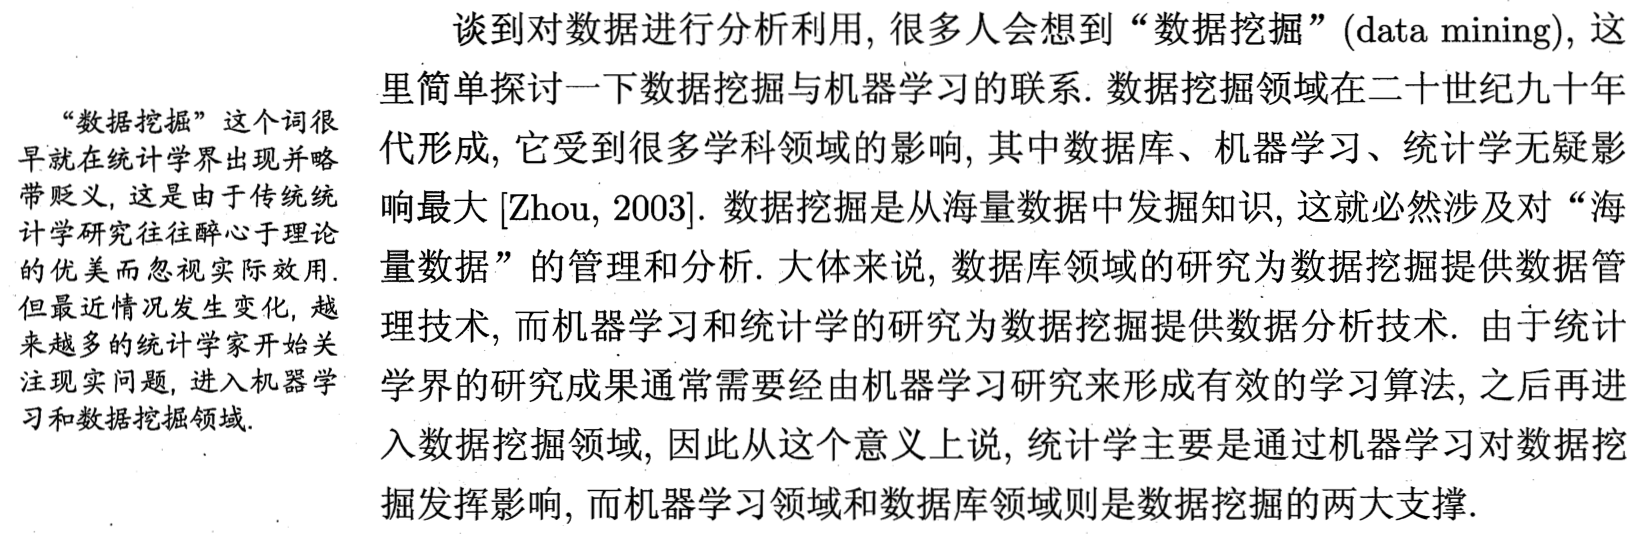 谈到对数据进行分析利用, 很多人会想到“数据挖掘”(data mining), 这
里简单探讨一下数据挖掘与机器学习的联系. 数据挖掘领域在二十世纪九十年
代形成, 它受到很多学科领域的影响, 其中数据库、机器学习、统计学无疑影
响最大 [Zhou, 2003]. 数据挖掘是从海量数据中发掘知识, 这就必然涉及对“海
量数据”的管理和分析. 大体来说, 数据库领域的研究为数据挖掘提供数据管
理技术, 而机器学习和统计学的研究为数据挖掘提供数据分析技术. 由于统计
学界的研究成果通常需要经由机器学习研究来形成有效的学习算法, 之后再进
入数据挖掘领域, 因此从这个意义上说, 统计学主要是通过机器学习对数据挖
掘发挥影响, 而机器学习领域和数据库领域则是数据挖掘的两大支撑.
“数据挖掘”这个词很
早就在统计学界出现并略
带贬义, 这是由于传统统
计学研究往往醉心于理论
的优美而忽视实际效用.
但最近情况发生变化, 越
来越多的统计学家开始关
注现实问题, 进入机器学
习和数据挖掘领域.